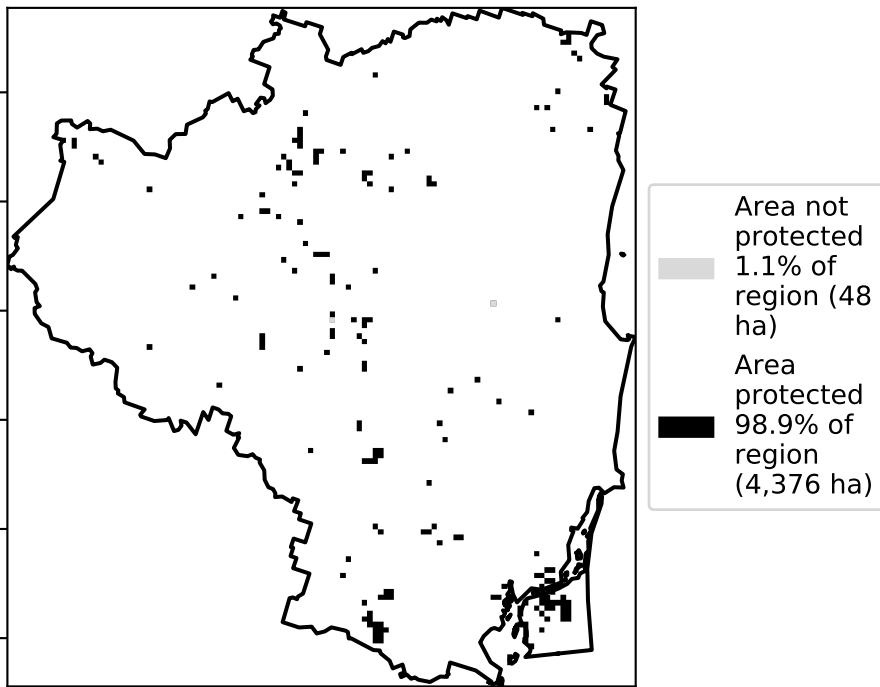 Area not
protected
1.1% of
region (48
ha)
Area
protected
98.9% of
region
(4,376 ha)